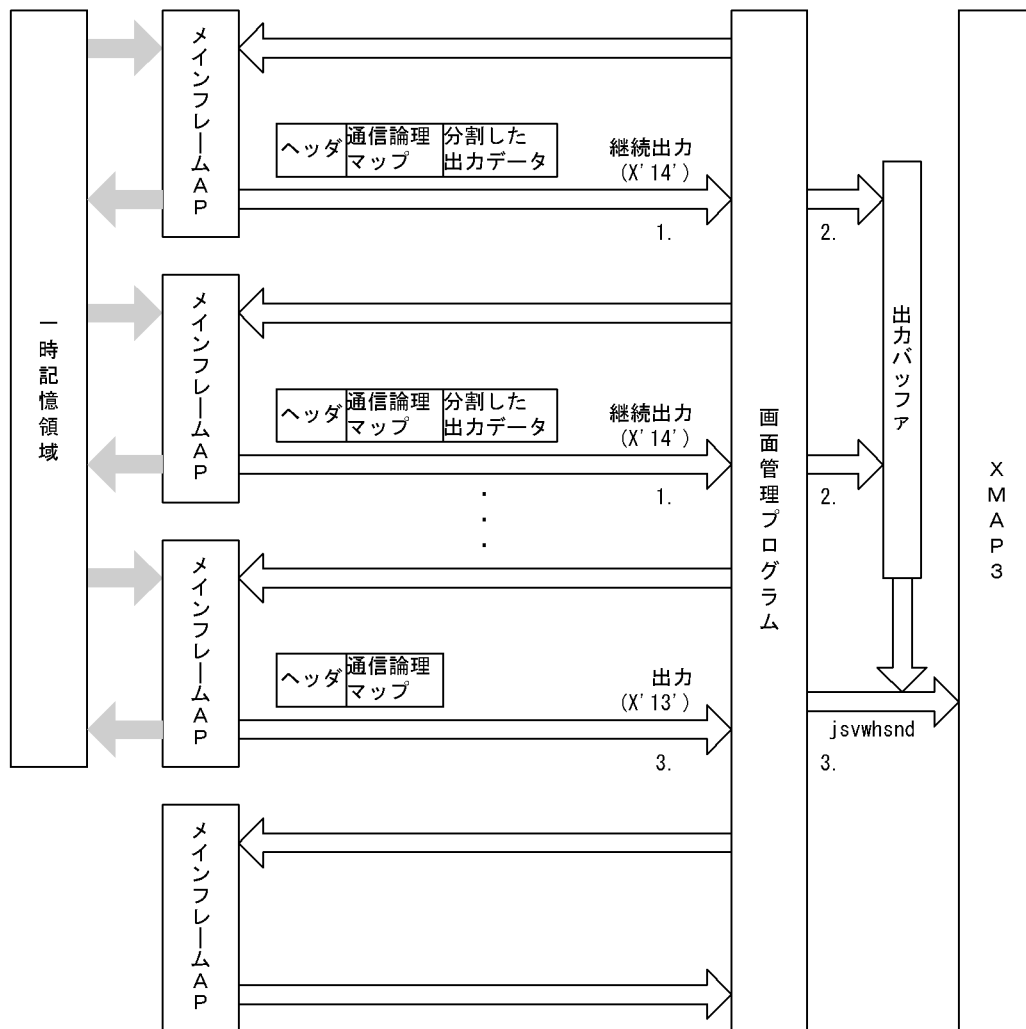 一時記憶領域
メインフレームAP
ヘッダ
通信論理
マップ
分割した
出力データ
継続出力
(X'14')
1.
2.
メインフレームAP
ヘッダ
通信論理
マップ
分割した
出力データ
継続出力
(X'14')
1.
2.
・
・
・
メインフレームAP
ヘッダ
通信論理
マップ
出力
(X'13')
3.
jsvwhsnd
3.
メインフレームAP
画面管理プログラム
出力バッファ
XMAP3